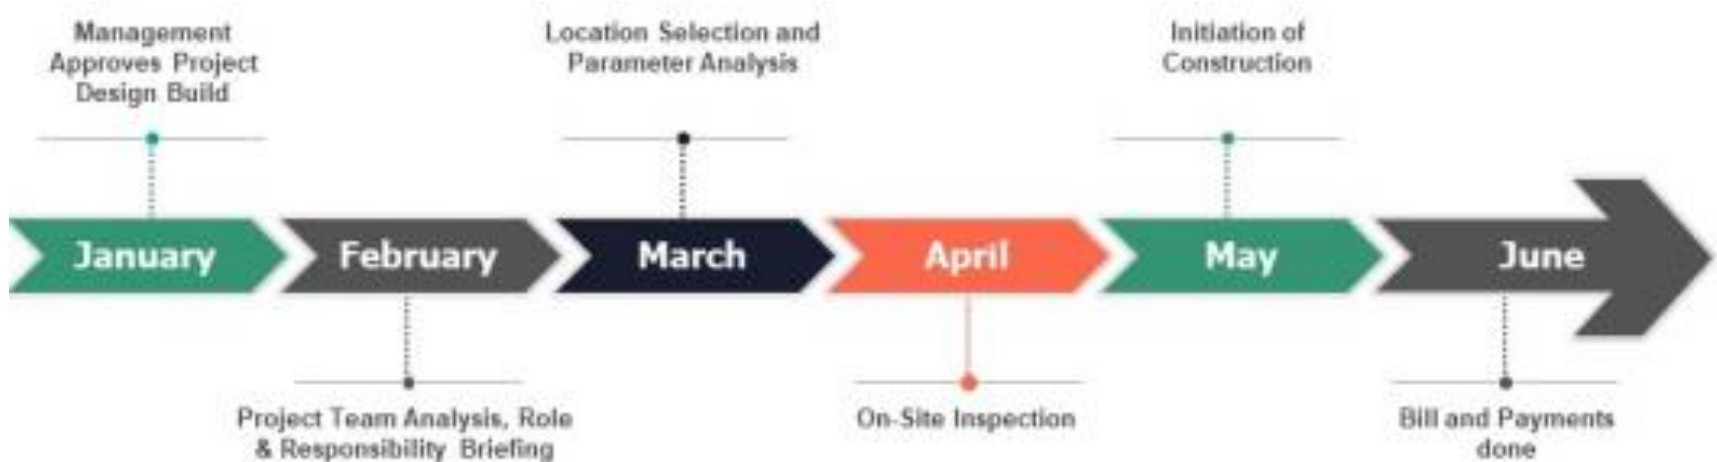 Management
Approves Project
Design Build
Location Selection and
Parameter Analysis
Initiation of
Construction
January
February
March
April
May
June
Project Team Analysis, Role
& Responsibility Briefing
On-Site Inspection
Bill and Payments
done